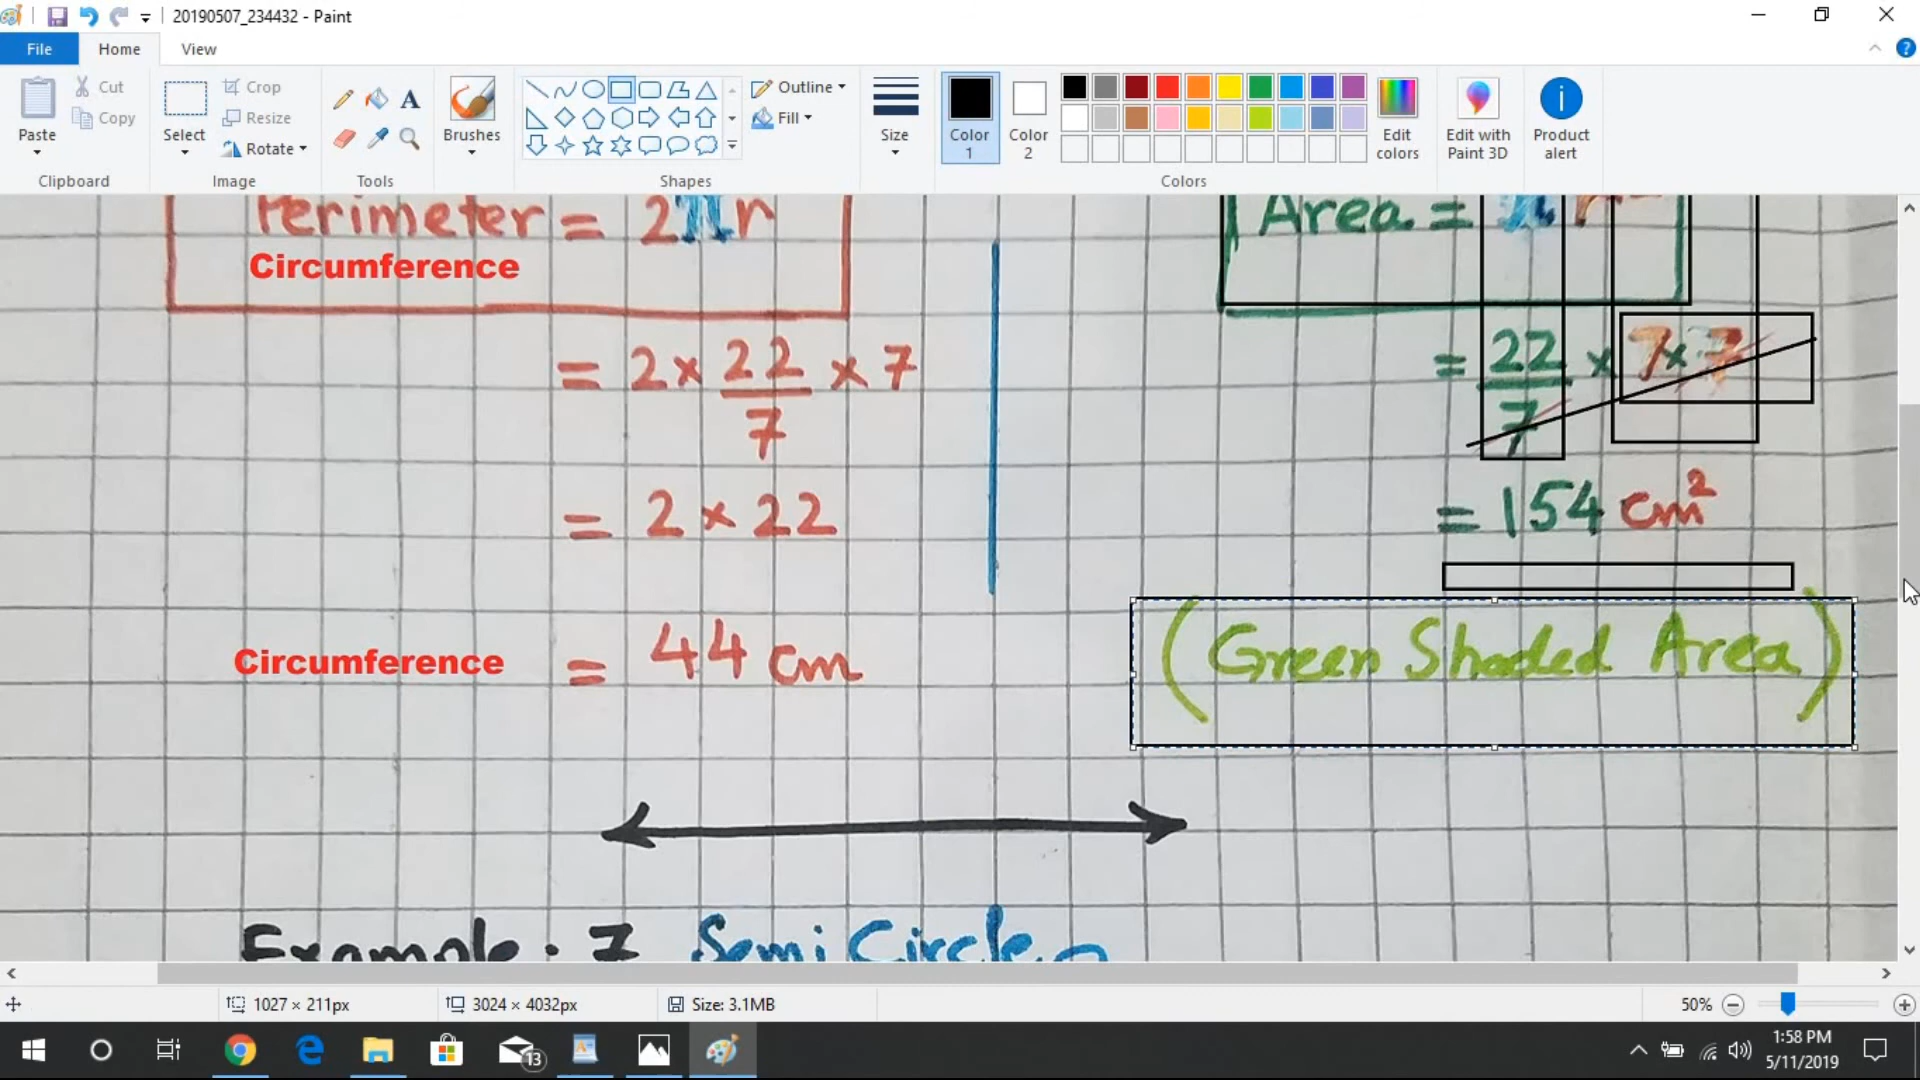 20190507_234432 - Paint
File Home View
Paste
Cut
Copy
Clipboard
Select
Crop
Resize
Rotate
Image
A
Tools
Brushes
Shapes
Outline
Fill
Size
Color 1
Color 2
Colors
Edit colors
Edit with Paint 3D
Product alert
Perimeter = 2πr
Circumference
= 2 × 22/7 × 7
= 2 × 22
Circumference = 44 cm
Area = πr²
= 22/7 × 7 × 7
= 154 cm²
(Green Shaded Area)
Example: 7 Semi Circle
1027 × 211px
3024 × 4032px
Size: 3.1MB
50%
13
1:58 PM
5/11/2019